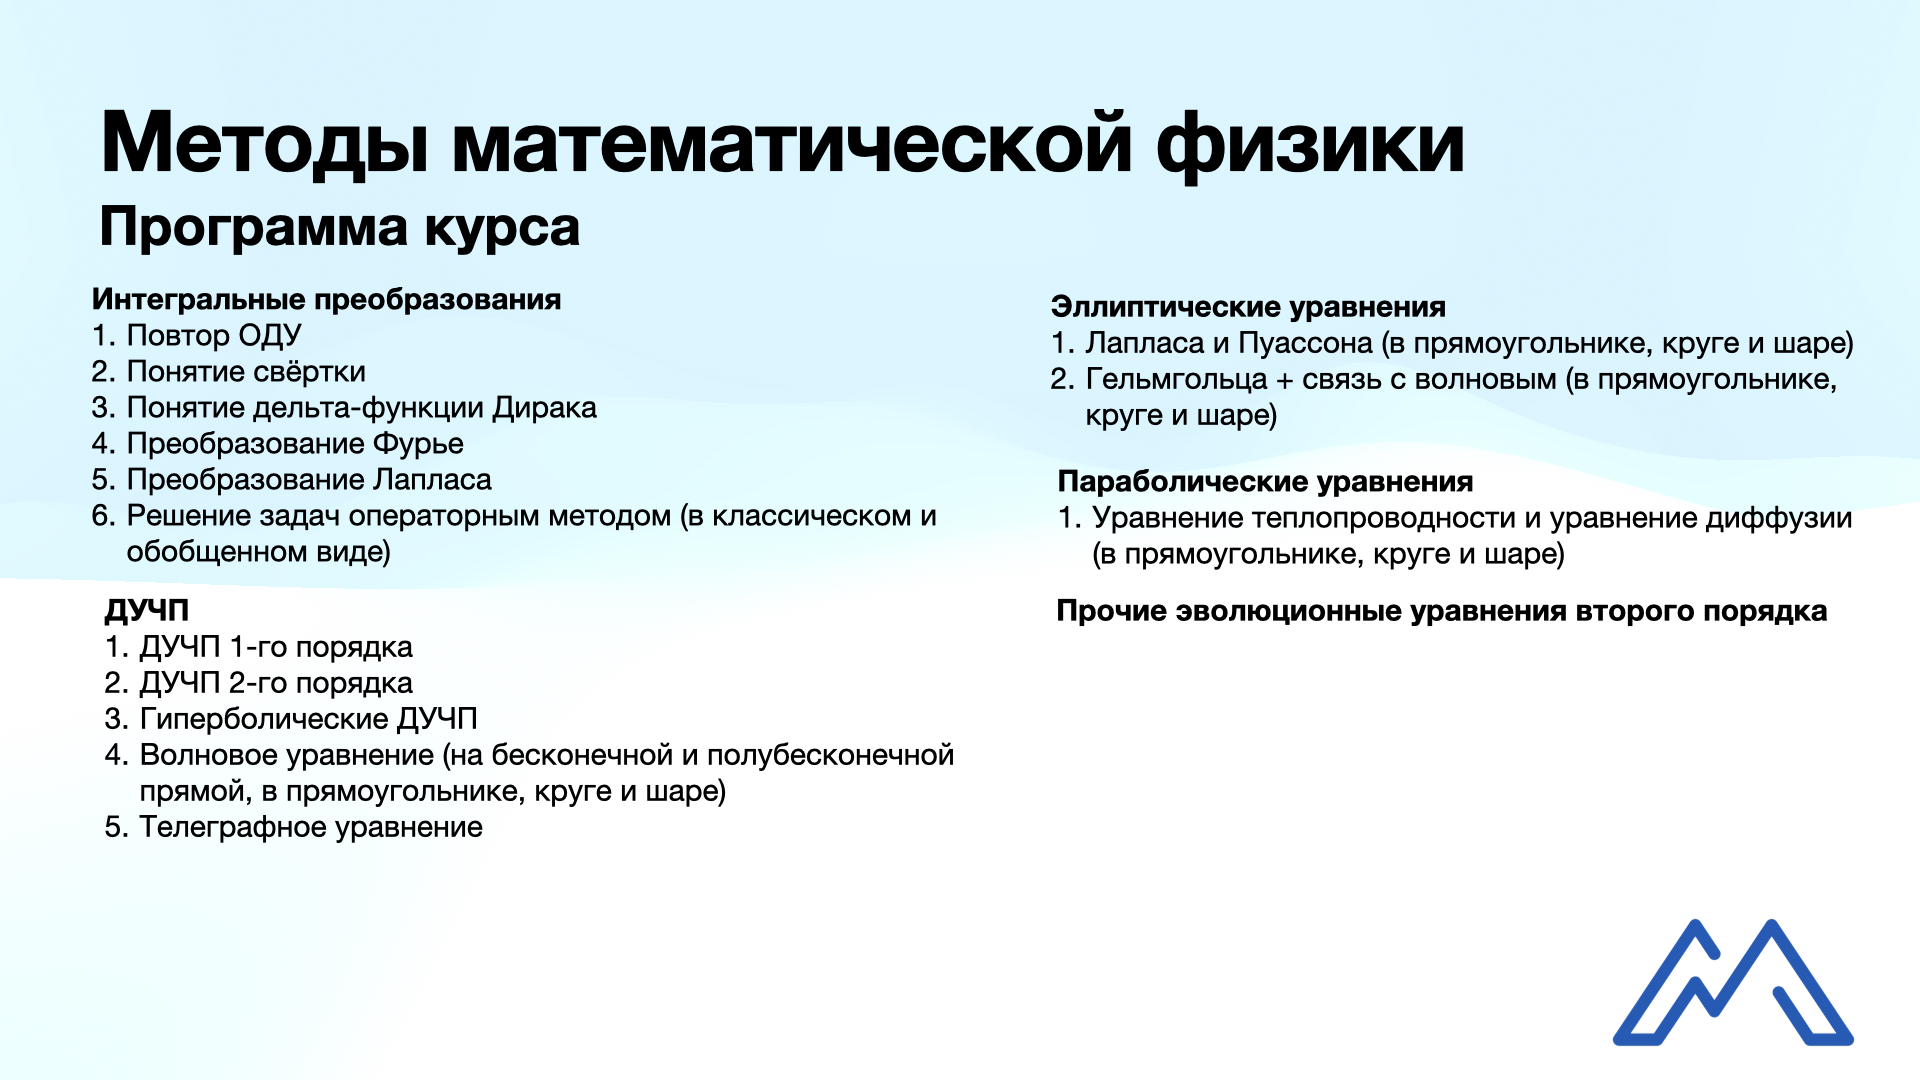 Методы математической физики
Программа курса
Интегральные преобразования
1. Повтор ОДУ
2. Понятие свёртки
3. Понятие дельта-функции Дирака
4. Преобразование Фурье
5. Преобразование Лапласа
6. Решение задач операторным методом (в классическом и
обобщенном виде)
ДУЧП
1. ДУЧП 1-го порядка
2. ДУЧП 2-го порядка
3. Гиперболические ДУЧП
4. Волновое уравнение (на бесконечной и полубесконечной
прямой, в прямоугольнике, круге и шаре)
5. Телеграфное уравнение
Эллиптические уравнения
1. Лапласа и Пуассона (в прямоугольнике, круге и шаре)
2. Гельмгольца + связь с волновым (в прямоугольнике,
круге и шаре)
Параболические уравнения
1. Уравнение теплопроводности и уравнение диффузии
(в прямоугольнике, круге и шаре)
Прочие эволюционные уравнения второго порядка